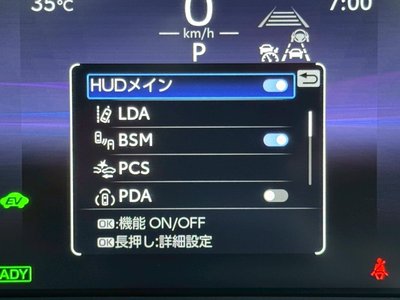 35℃
0
7:00
km/h
P
HUDメイン
LDA
BSM
PCS
PDA
EV
OK:機能 ON/OFF
OK長押し:詳細設定